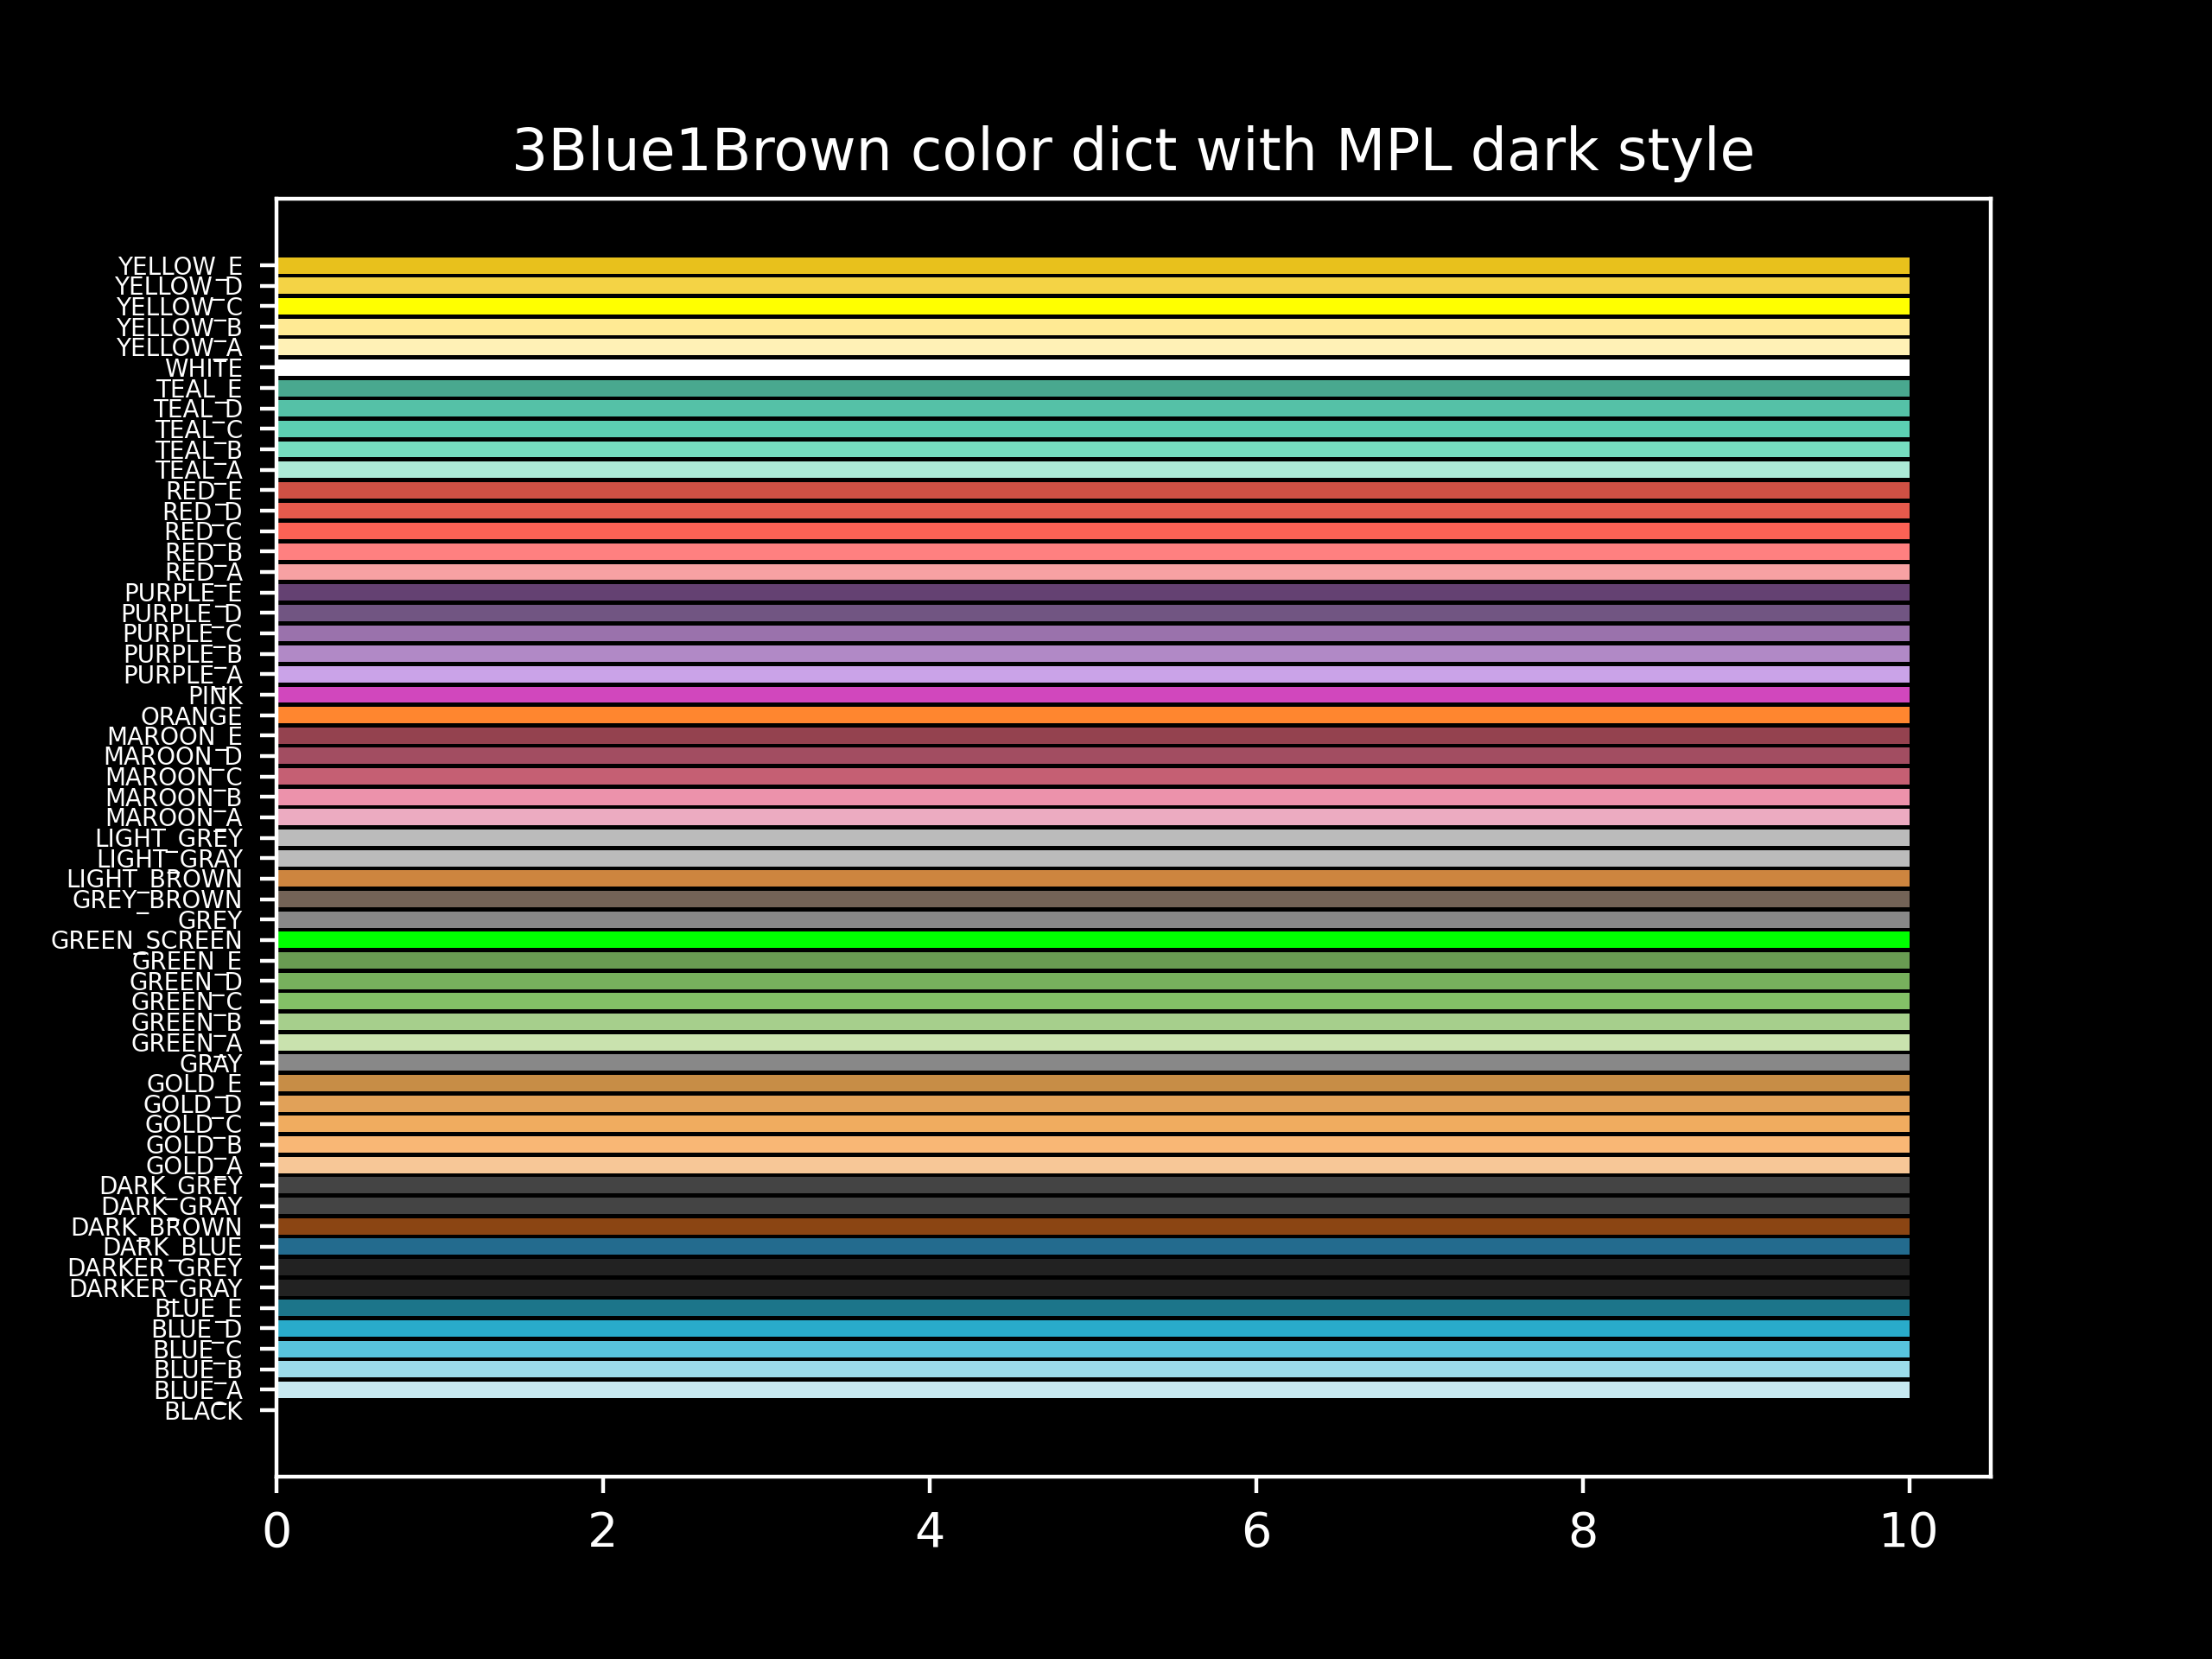 3Blue1Brown color dict with MPL dark style
YELLOW_E
YELLOW_D
YELLOW_C
YELLOW_B
YELLOW_A
WHITE
TEAL_E
TEAL_D
TEAL_C
TEAL_B
TEAL_A
RED_E
RED_D
RED_C
RED_B
RED_A
PURPLE_E
PURPLE_D
PURPLE_C
PURPLE_B
PURPLE_A
PINK
ORANGE
MAROON_E
MAROON_D
MAROON_C
MAROON_B
MAROON_A
LIGHT_GREY
LIGHT_GRAY
LIGHT_BROWN
GREY_BROWN
GREY
GREEN_SCREEN
GREEN_E
GREEN_D
GREEN_C
GREEN_B
GREEN_A
GRAY
GOLD_E
GOLD_D
GOLD_C
GOLD_B
GOLD_A
DARK_GREY
DARK_GRAY
DARK_BROWN
DARK_BLUE
DARKER_GREY
DARKER_GRAY
BLUE_E
BLUE_D
BLUE_C
BLUE_B
BLUE_A
BLACK
0 2 4 6 8 10